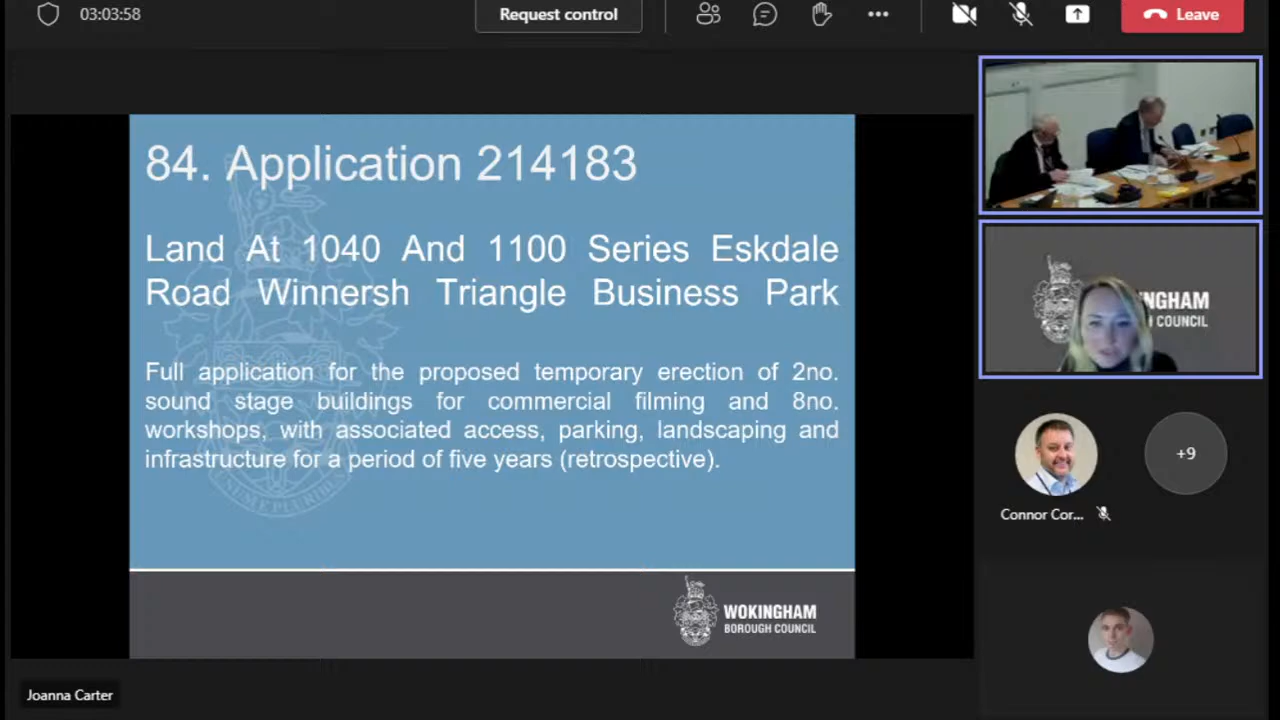 03:03:58
Request control
Leave
84. Application 214183
Land At 1040 And 1100 Series Eskdale
Road Winnersh Triangle Business Park
Full application for the proposed temporary erection of 2no.
sound stage buildings for commercial filming and 8no.
workshops, with associated access, parking, landscaping and
infrastructure for a period of five years (retrospective).
WOKINGHAM
BOROUGH COUNCIL
Joanna Carter
NGHAM
H COUNCIL
+9
Connor Cor...